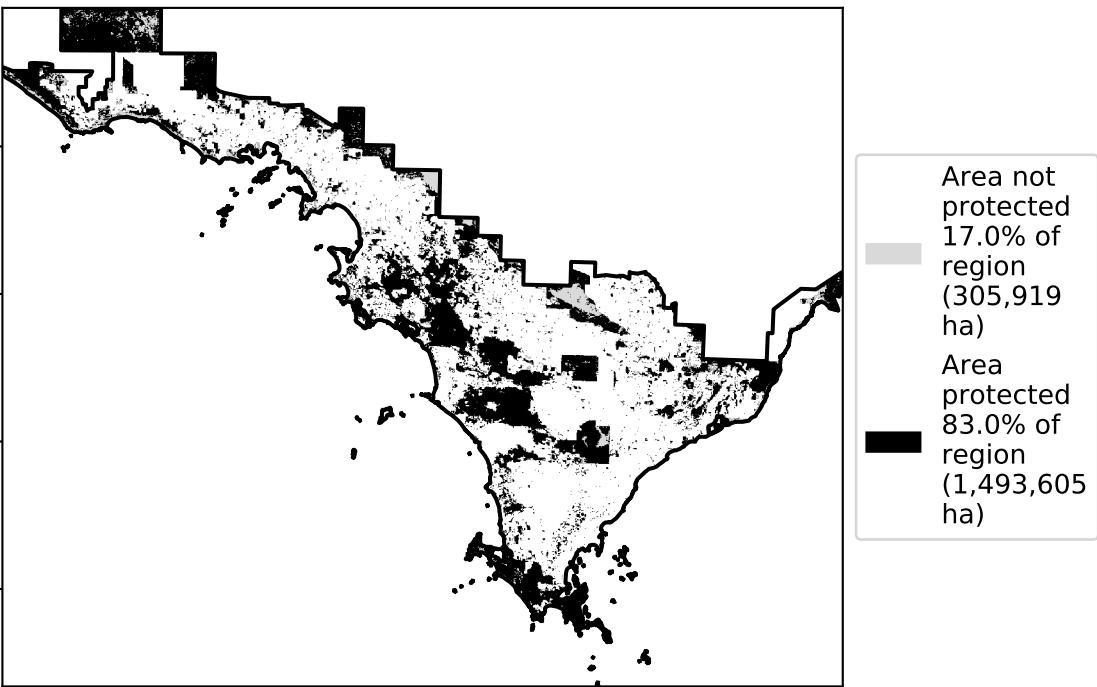 Area not
protected
17.0% of
region
(305,919
ha)
Area
protected
83.0% of
region
(1,493,605
ha)